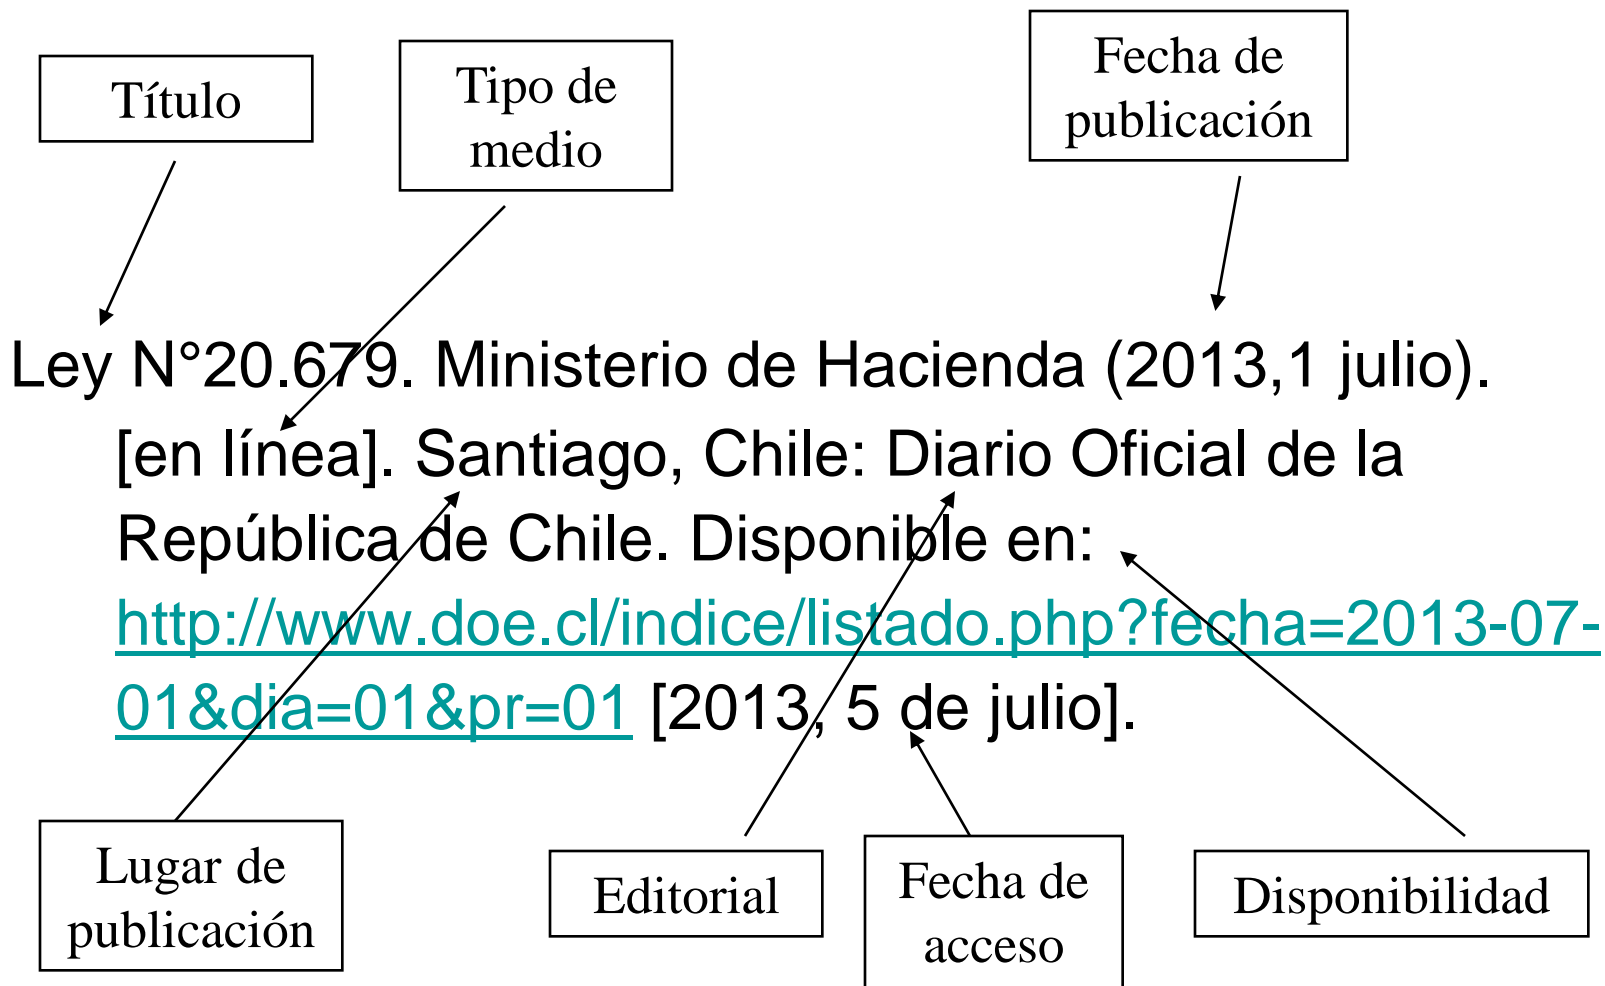 Título
Tipo de
medio
Fecha de
publicación
Ley N°20.679. Ministerio de Hacienda (2013,1 julio).
[en línea]. Santiago, Chile: Diario Oficial de la
República de Chile. Disponible en:
http://www.doe.cl/indice/listado.php?fecha=2013-07-
01&dia=01&pr=01 [2013, 5 de julio].
Lugar de
publicación
Editorial
Fecha de
acceso
Disponibilidad